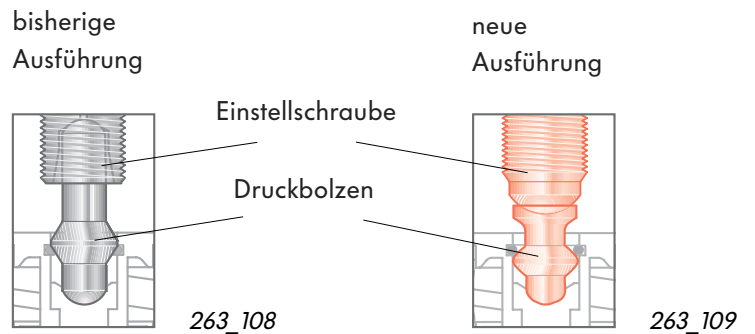 bisherige
Ausführung
neue
Ausführung
Einstellschraube
Druckbolzen
263_108
263_109